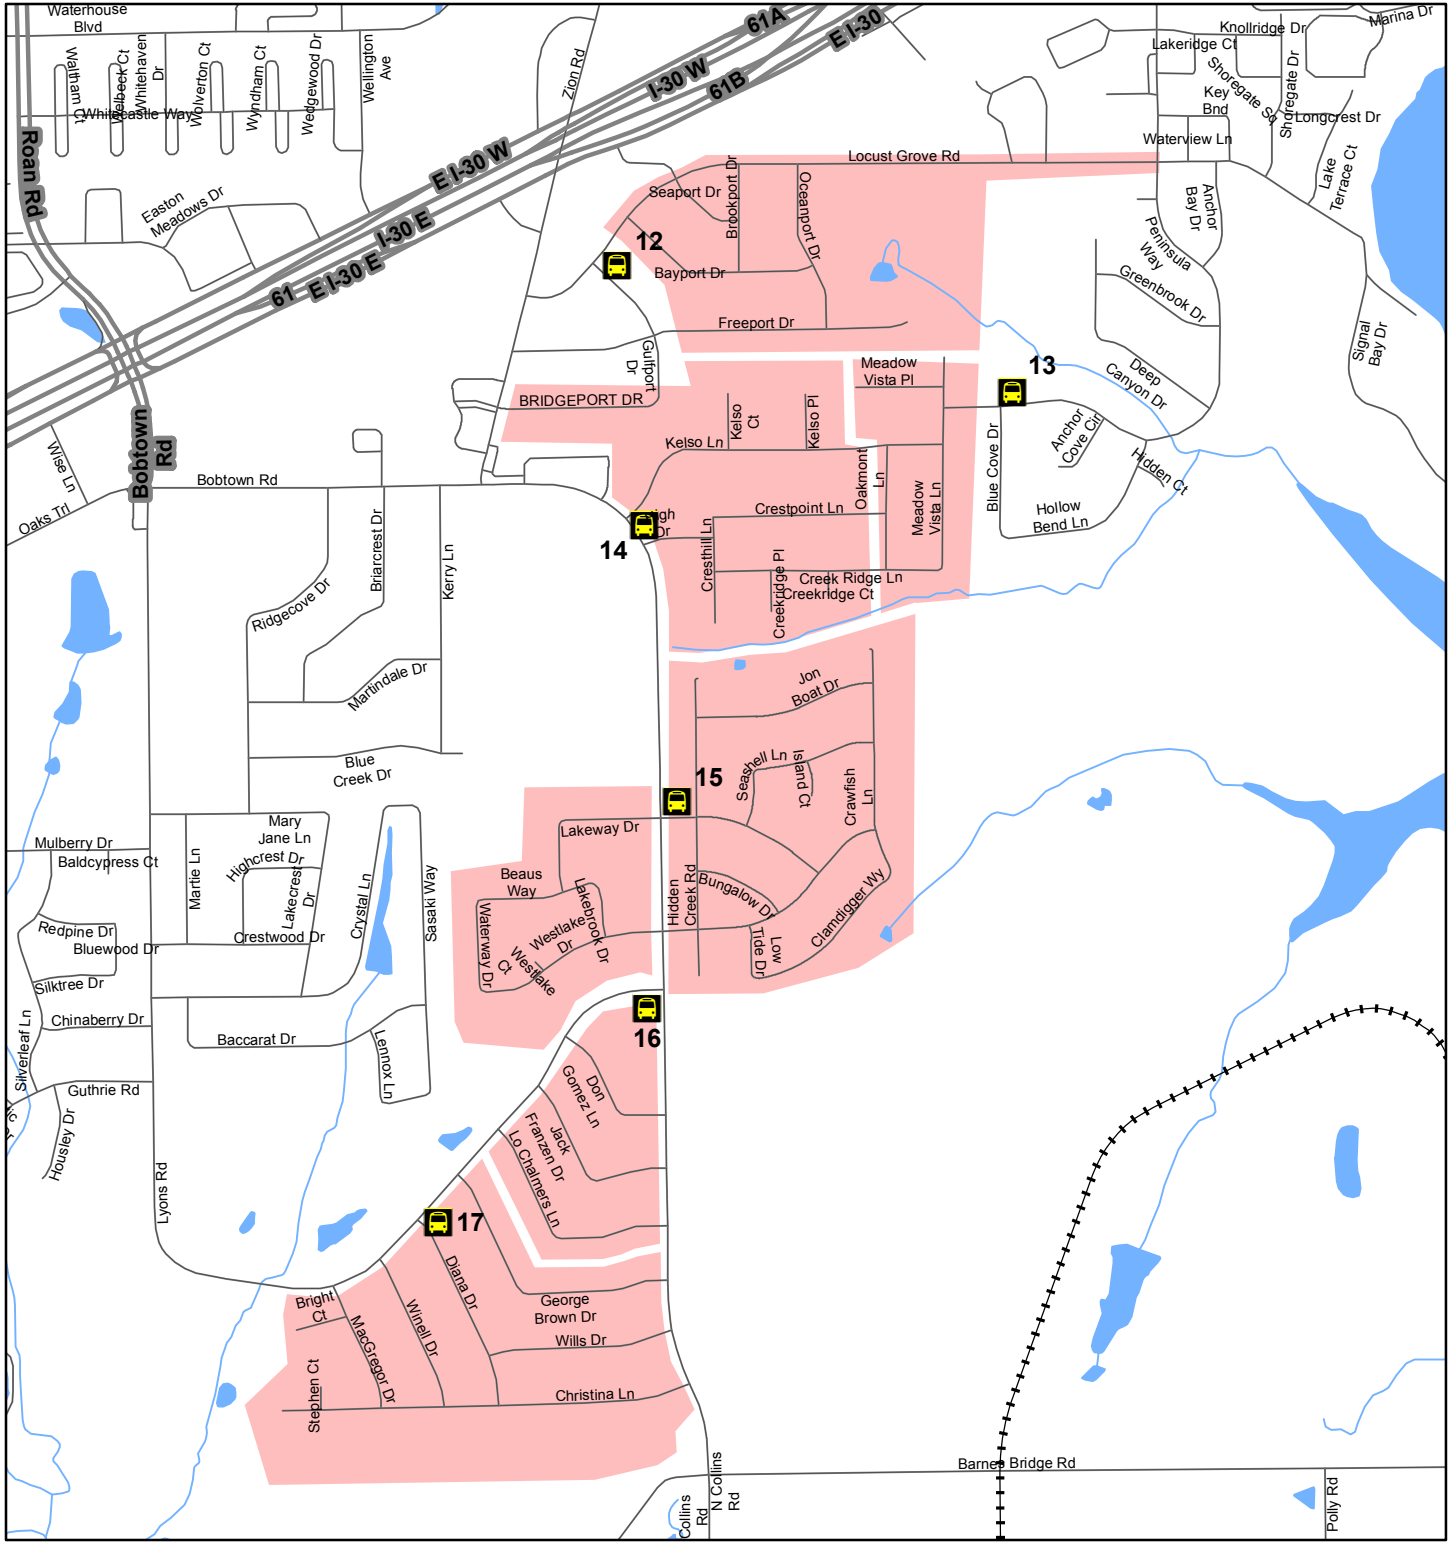 Waterhouse
Blvd
Waltham Ct
Welbeck Ct
Whitehaven
Dr
Wolverton Ct
Wyndham Ct
Wedgewood Dr
Wellington
Ave
Whitecastle Way
Zion Rd
61A
E I-30
I-30 W
61B
E I-30 W
I-30 E
E I-30 E
61
Roan Rd
Easton
Meadows Dr
Knollridge Dr
Marina Dr
Lakeridge Ct
Shoregate Sq
Shoregate Dr
Key
Bnd
Longcrest Dr
Waterview Ln
Lake
Terrace Ct
Locust Grove Rd
Seaport Dr
Brookport Dr
Oceanport Dr
Anchor
Bay Dr
Peninsula
Way
Greenbrook Dr
12
Bayport Dr
Freeport Dr
Gulfport
Dr
BRIDGEPORT DR
Signal
Bay Dr
Deep
Canyon Dr
13
Meadow
Vista Pl
Kelso
Ct
Kelso Pl
Kelso Ln
Oakmont
Ln
Meadow
Vista Ln
Blue Cove Dr
Anchor
Cove Cir
Hidden Ct
Hollow
Bend Ln
Bobtown
Rd
Wise Ln
Oaks Trl
Bobtown Rd
14
Dr
Crestpoint Ln
Cresthill Ln
Creek Ridge Ln
Creekridge Ct
Creekridge Pl
Briarcrest Dr
Kerry Ln
Ridgecove Dr
Martindale Dr
Blue
Creek Dr
Jon
Boat Dr
Seashell Ln
Island Ct
Crawfish
Ln
15
Lakeway Dr
Hidden
Creek Rd
Bungalow Dr
Clamdigger Wy
Low
Tide Dr
Beaus
Way
Lakebrook Dr
Westlake
Dr
Westlake
Ct
Waterway Dr
Mary
Jane Ln
Mulberry Dr
Baldcypress Ct
Martie Ln
Highcrest Dr
Lakecrest
Dr
Crystal Ln
Sasaki Way
Crestwood Dr
Redpine Dr
Bluewood Dr
Silktree Dr
Silverleaf Ln
Chinaberry Dr
Baccarat Dr
Lennox Ln
Guthrie Rd
Housley Dr
Lyons Rd
16
Don
Gomez Ln
Jack
Franzen Dr
Lo Chalmers Ln
17
Diana Dr
George
Brown Dr
Wills Dr
Winell Dr
Bright
Ct
MacGregor Dr
Stephen Ct
Christina Ln
Barnes Bridge Rd
N Collins
Rd
Collins
Rd
Polly Rd